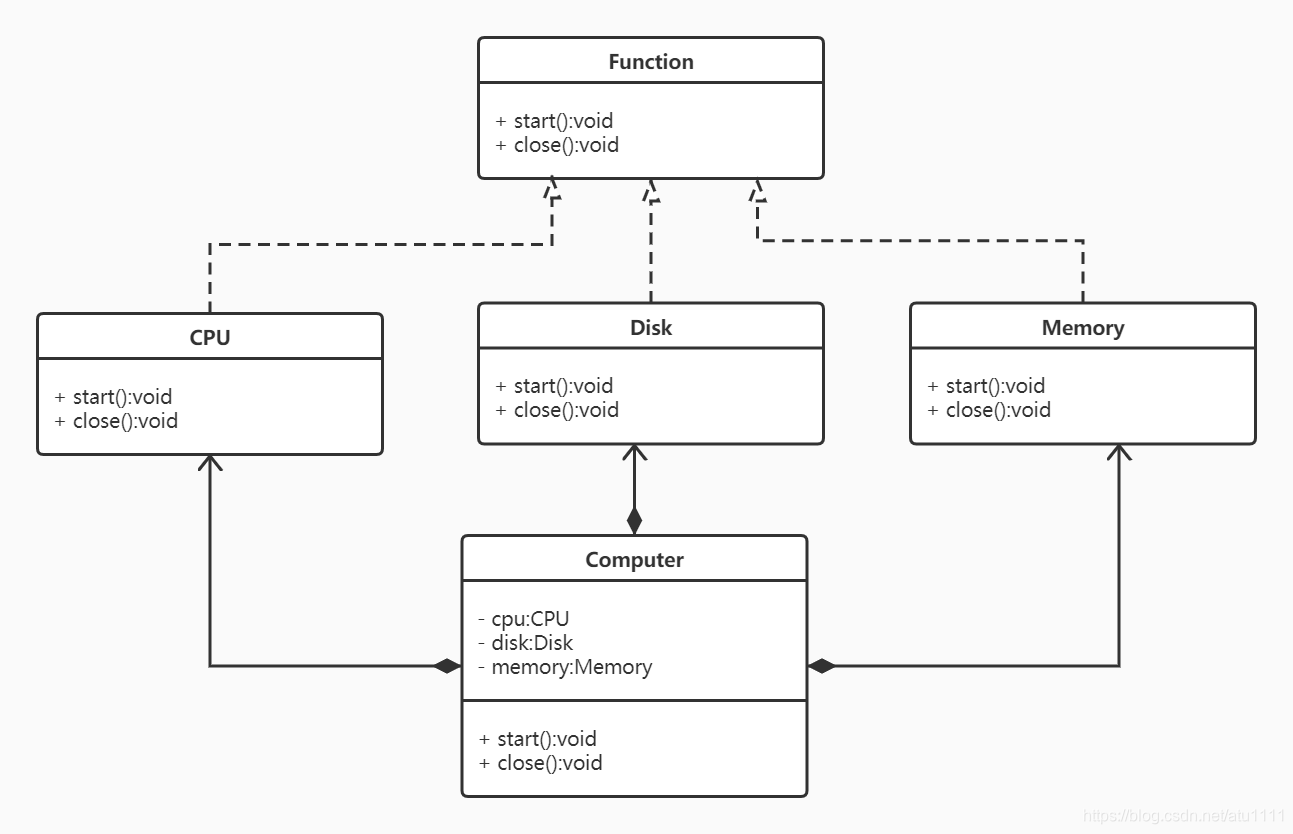 Function
+ start():void
+ close():void
CPU
+ start():void
+ close():void
Disk
+ start():void
+ close():void
Memory
+ start():void
+ close():void
Computer
- cpu:CPU
- disk:Disk
- memory:Memory
+ start():void
+ close():void
https://blog.csdn.net/atu1111